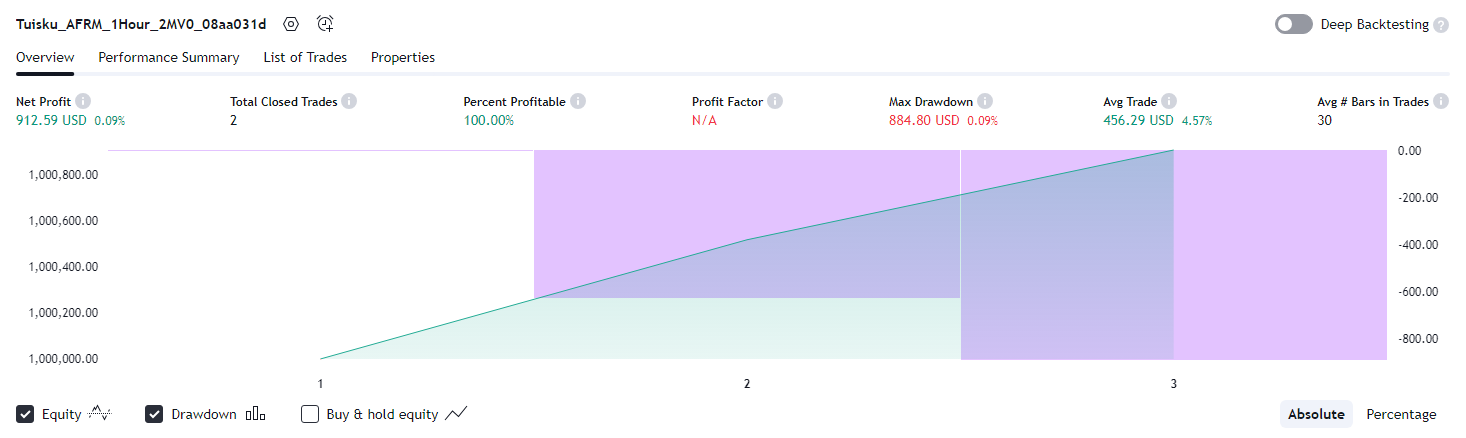 Tuisku_AFRM_1Hour_2MV0_08aa031d
Deep Backtesting ?
Overview Performance Summary List of Trades Properties
Net Profit i Total Closed Trades i Percent Profitable i Profit Factor i Max Drawdown i Avg Trade i Avg # Bars in Trades i
912.59 USD 0.09% 2 100.00% N/A 884.80 USD 0.09% 456.29 USD 4.57% 30
0.00
1,000,800.00
-200.00
1,000,600.00
-400.00
1,000,400.00
-600.00
1,000,200.00
-800.00
1,000,000.00
1 2 3
Equity Drawdown Buy & hold equity Absolute Percentage